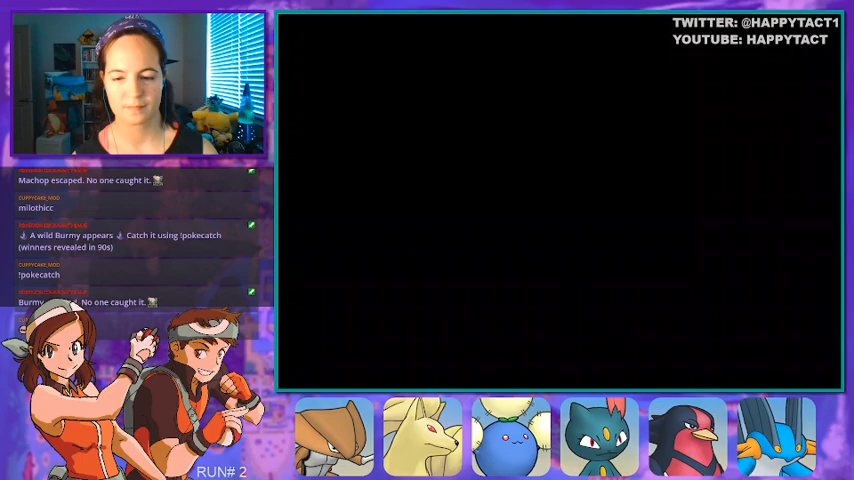 TWITTER: @HAPPYTACT1
YOUTUBE: HAPPYTACT
Machop escaped. No one caught it.
CUPPYCAKE_MOD
milothicc
A wild Burmy appears Catch it using !pokecatch
(winners revealed in 90s)
CUPPYCAKE_MOD
!pokecatch
Burmy No one caught it.
RUN# 2